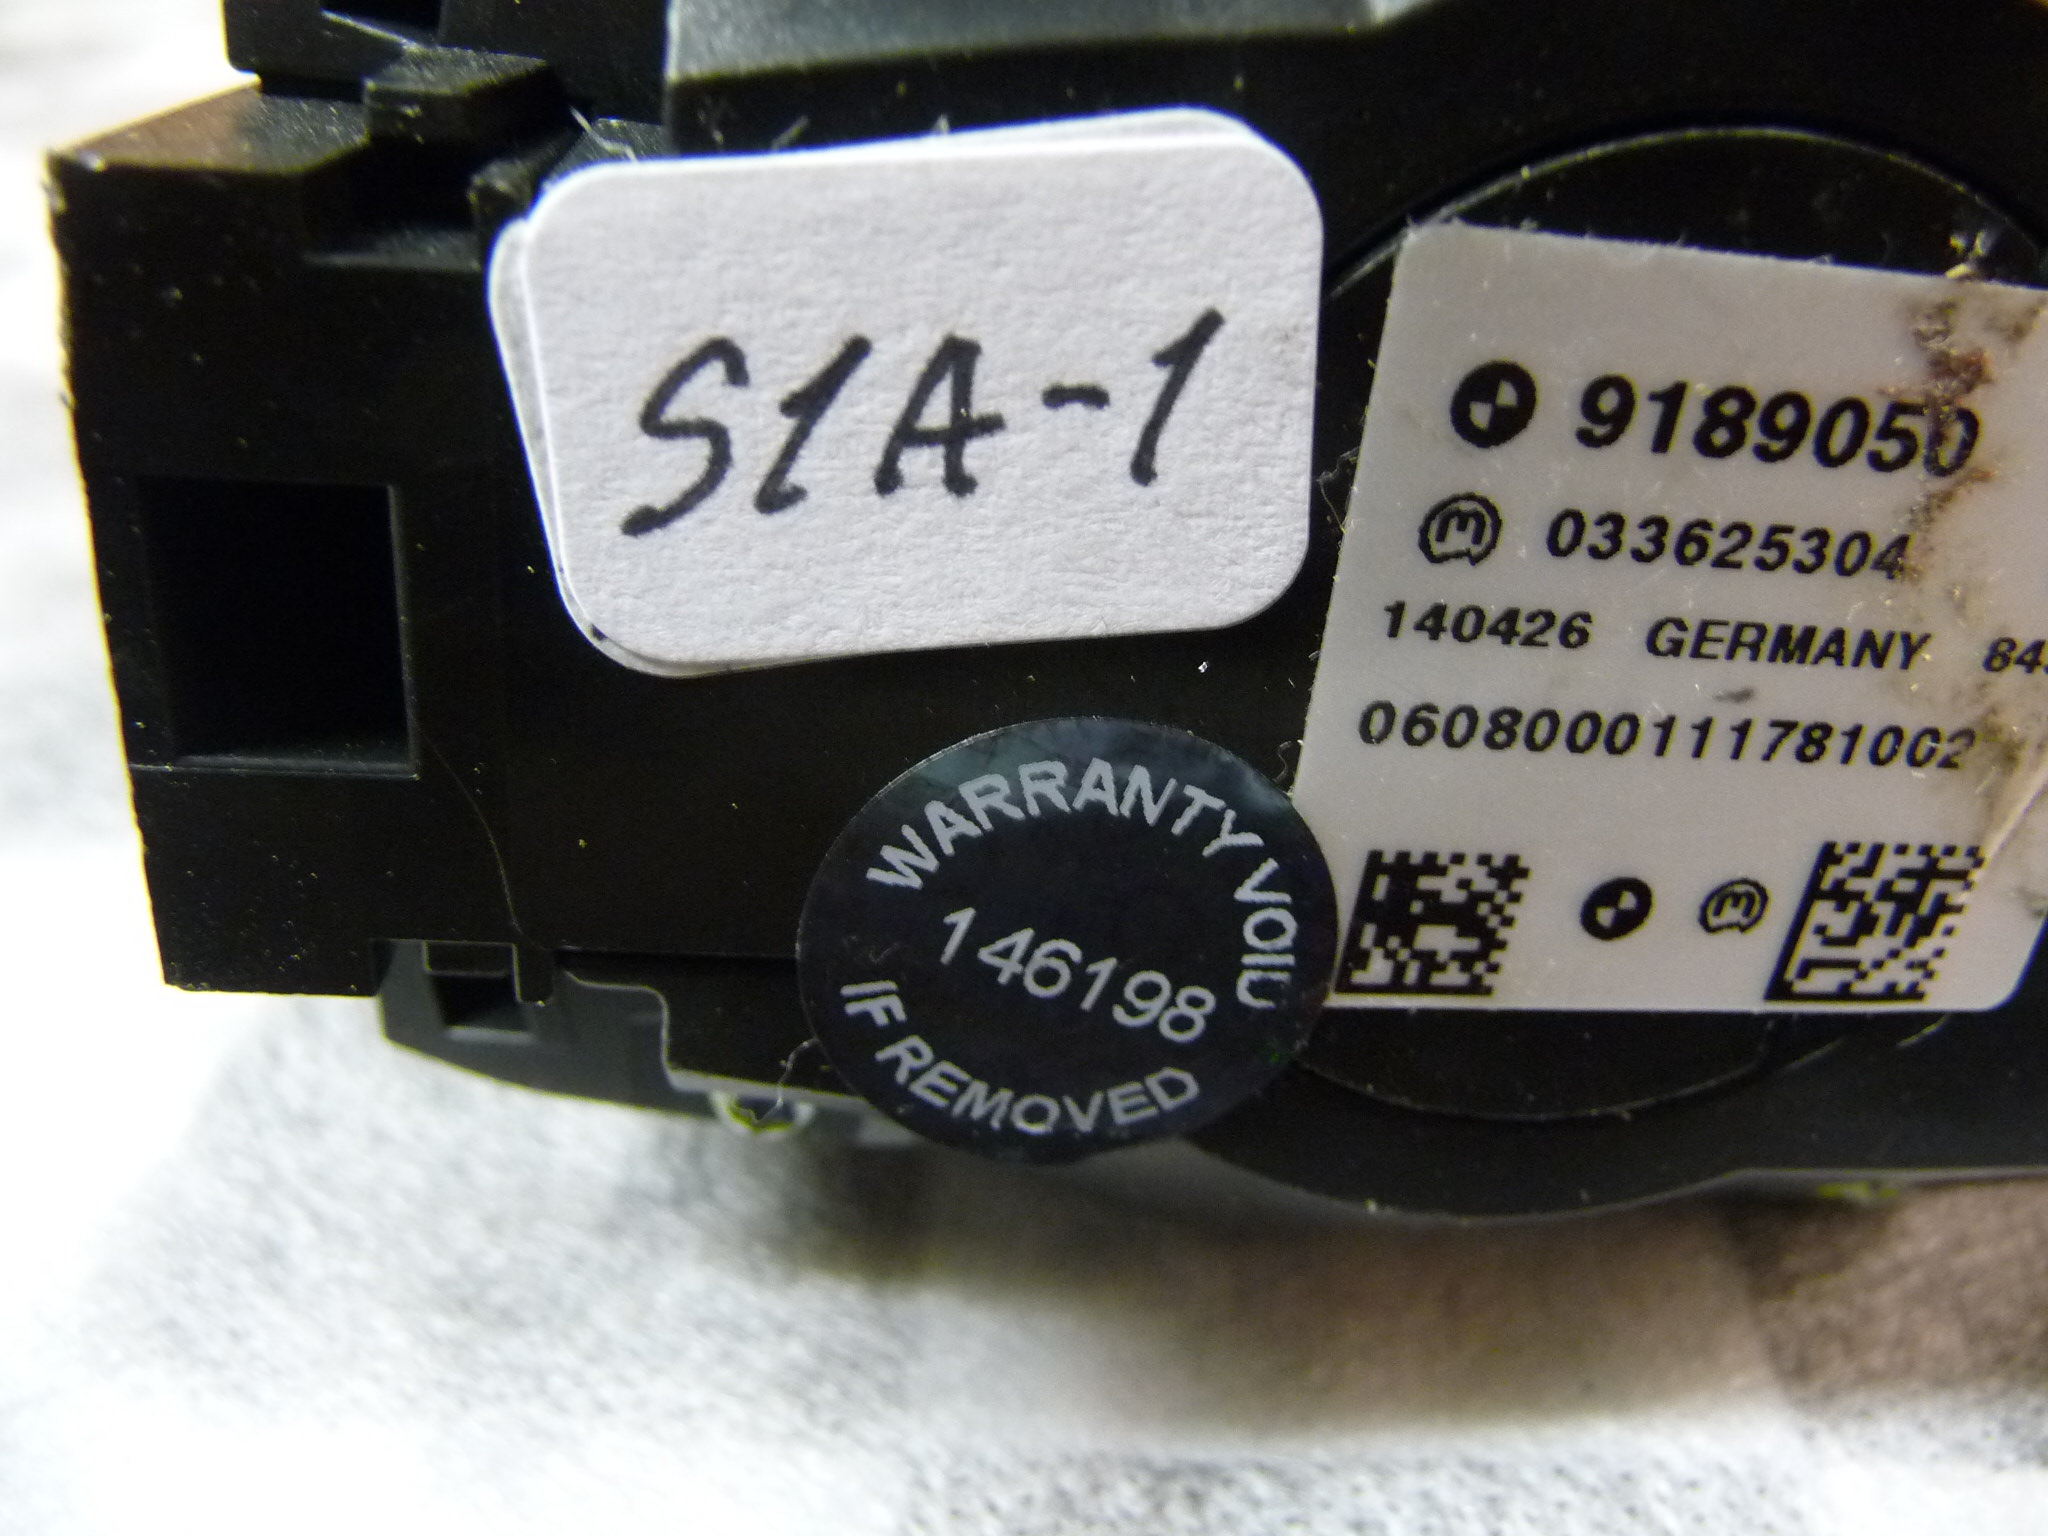 S1A-1
9189050
033625304
140426 GERMANY
0608000111781002
WARRANTY VOID
146198
IF REMOVED